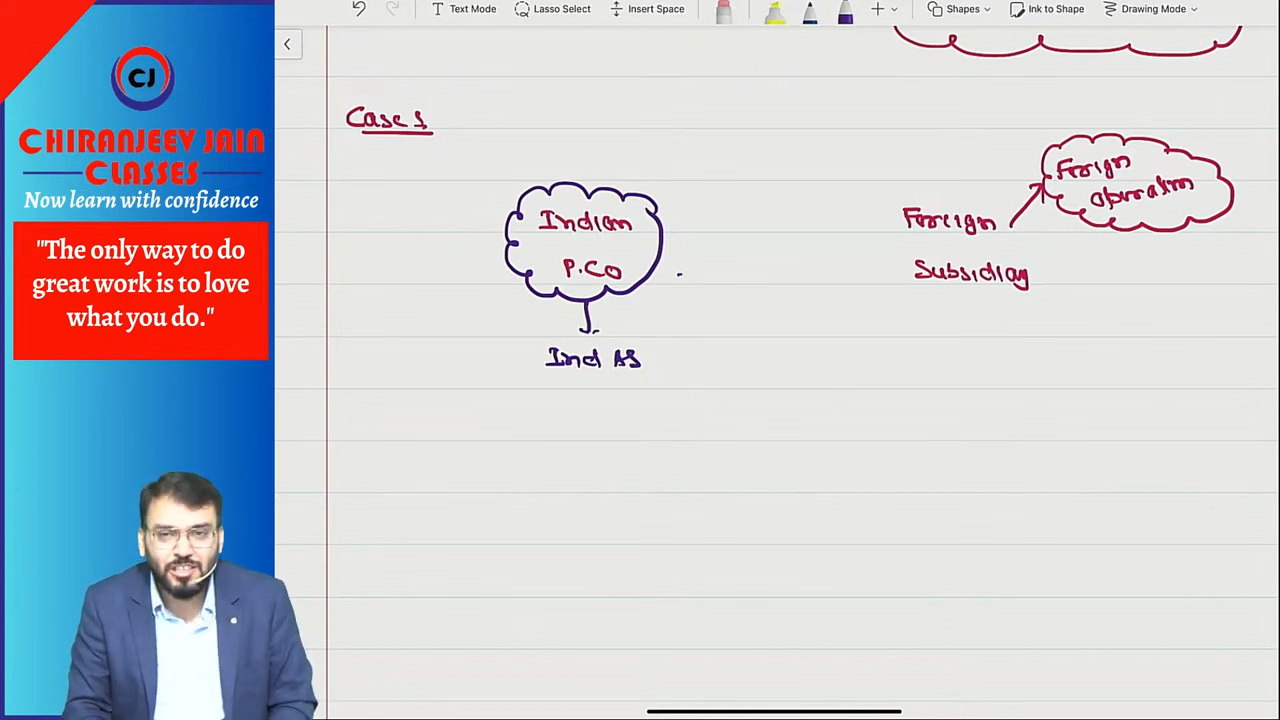 Text Mode
Lasso Select
Insert Space
Shapes
Ink to Shape
Drawing Mode
CJ
CHIRANJEEV JAIN
CLASSES
Now learn with confidence
"The only way to do
great work is to love
what you do."
Cases
Indian
P.CO
Ind AS
Foreign
Subsidiary
Foreign
operation